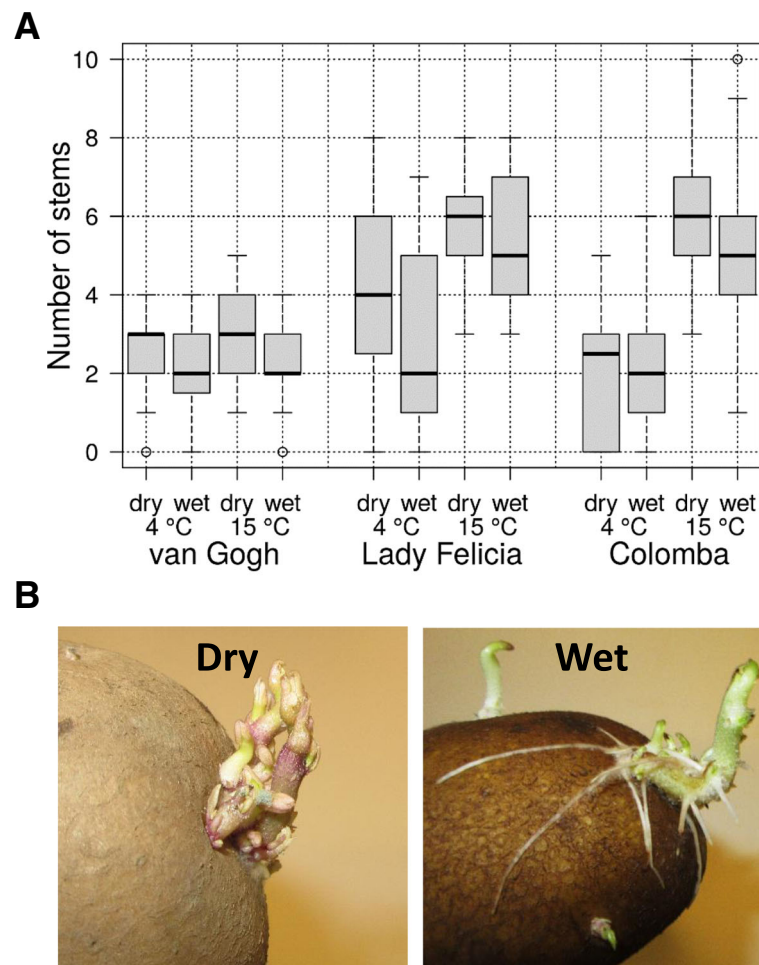 A
Number of stems
10
8
6
4
2
0
dry wet dry wet dry wet dry wet dry wet dry wet
4 °C 15 °C 4 °C 15 °C 4 °C 15 °C
van Gogh Lady Felicia Colomba
B
Dry Wet